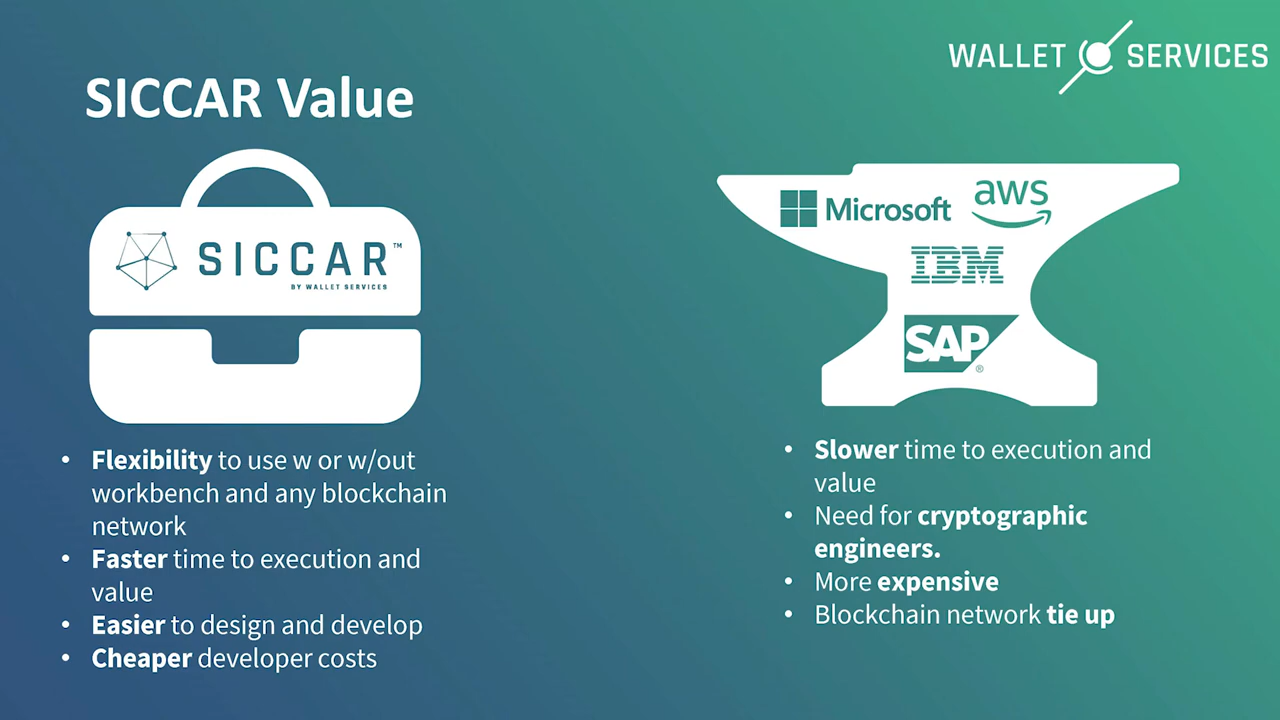 WALLET SERVICES
SICCAR Value
SICCAR™
BY WALLET SERVICES
• Flexibility to use w or w/out
workbench and any blockchain
network
• Faster time to execution and
value
• Easier to design and develop
• Cheaper developer costs
Microsoft
aws
IBM
SAP®
• Slower time to execution and
value
• Need for cryptographic
engineers.
• More expensive
• Blockchain network tie up